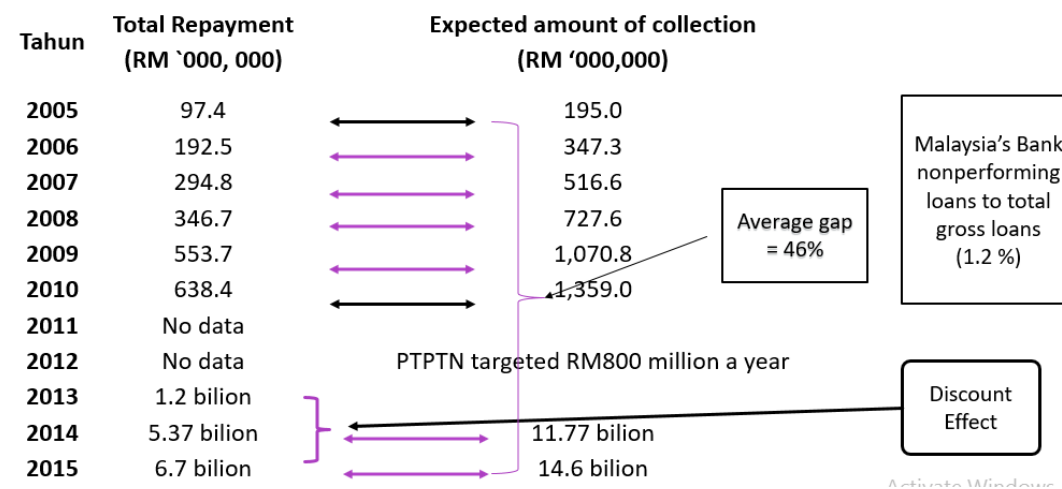 Tahun Total Repayment Expected amount of collection
(RM `000, 000) (RM ‘000,000)
2005 97.4 195.0
2006 192.5 347.3
2007 294.8 516.6
2008 346.7 727.6
2009 553.7 1,070.8
2010 638.4 1,359.0
2011 No data
2012 No data PTPTN targeted RM800 million a year
2013 1.2 bilion
2014 5.37 bilion 11.77 bilion
2015 6.7 bilion 14.6 bilion
Average gap
= 46%
Malaysia’s Bank
nonperforming
loans to total
gross loans
(1.2 %)
Discount
Effect
Activate Windows